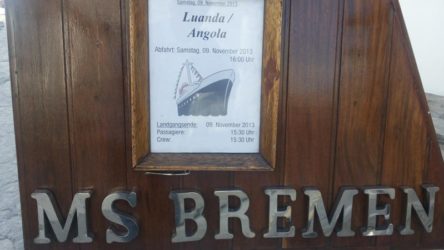 Samstag, 09. November 2013
Luanda /
Angola
Abfahrt: Samstag, 09. November 2013
16:00 Uhr
Landgangsende: 09. November 2013
Passagiere: 15:30 Uhr
Crew: 15:30 Uhr
MS BREMEN